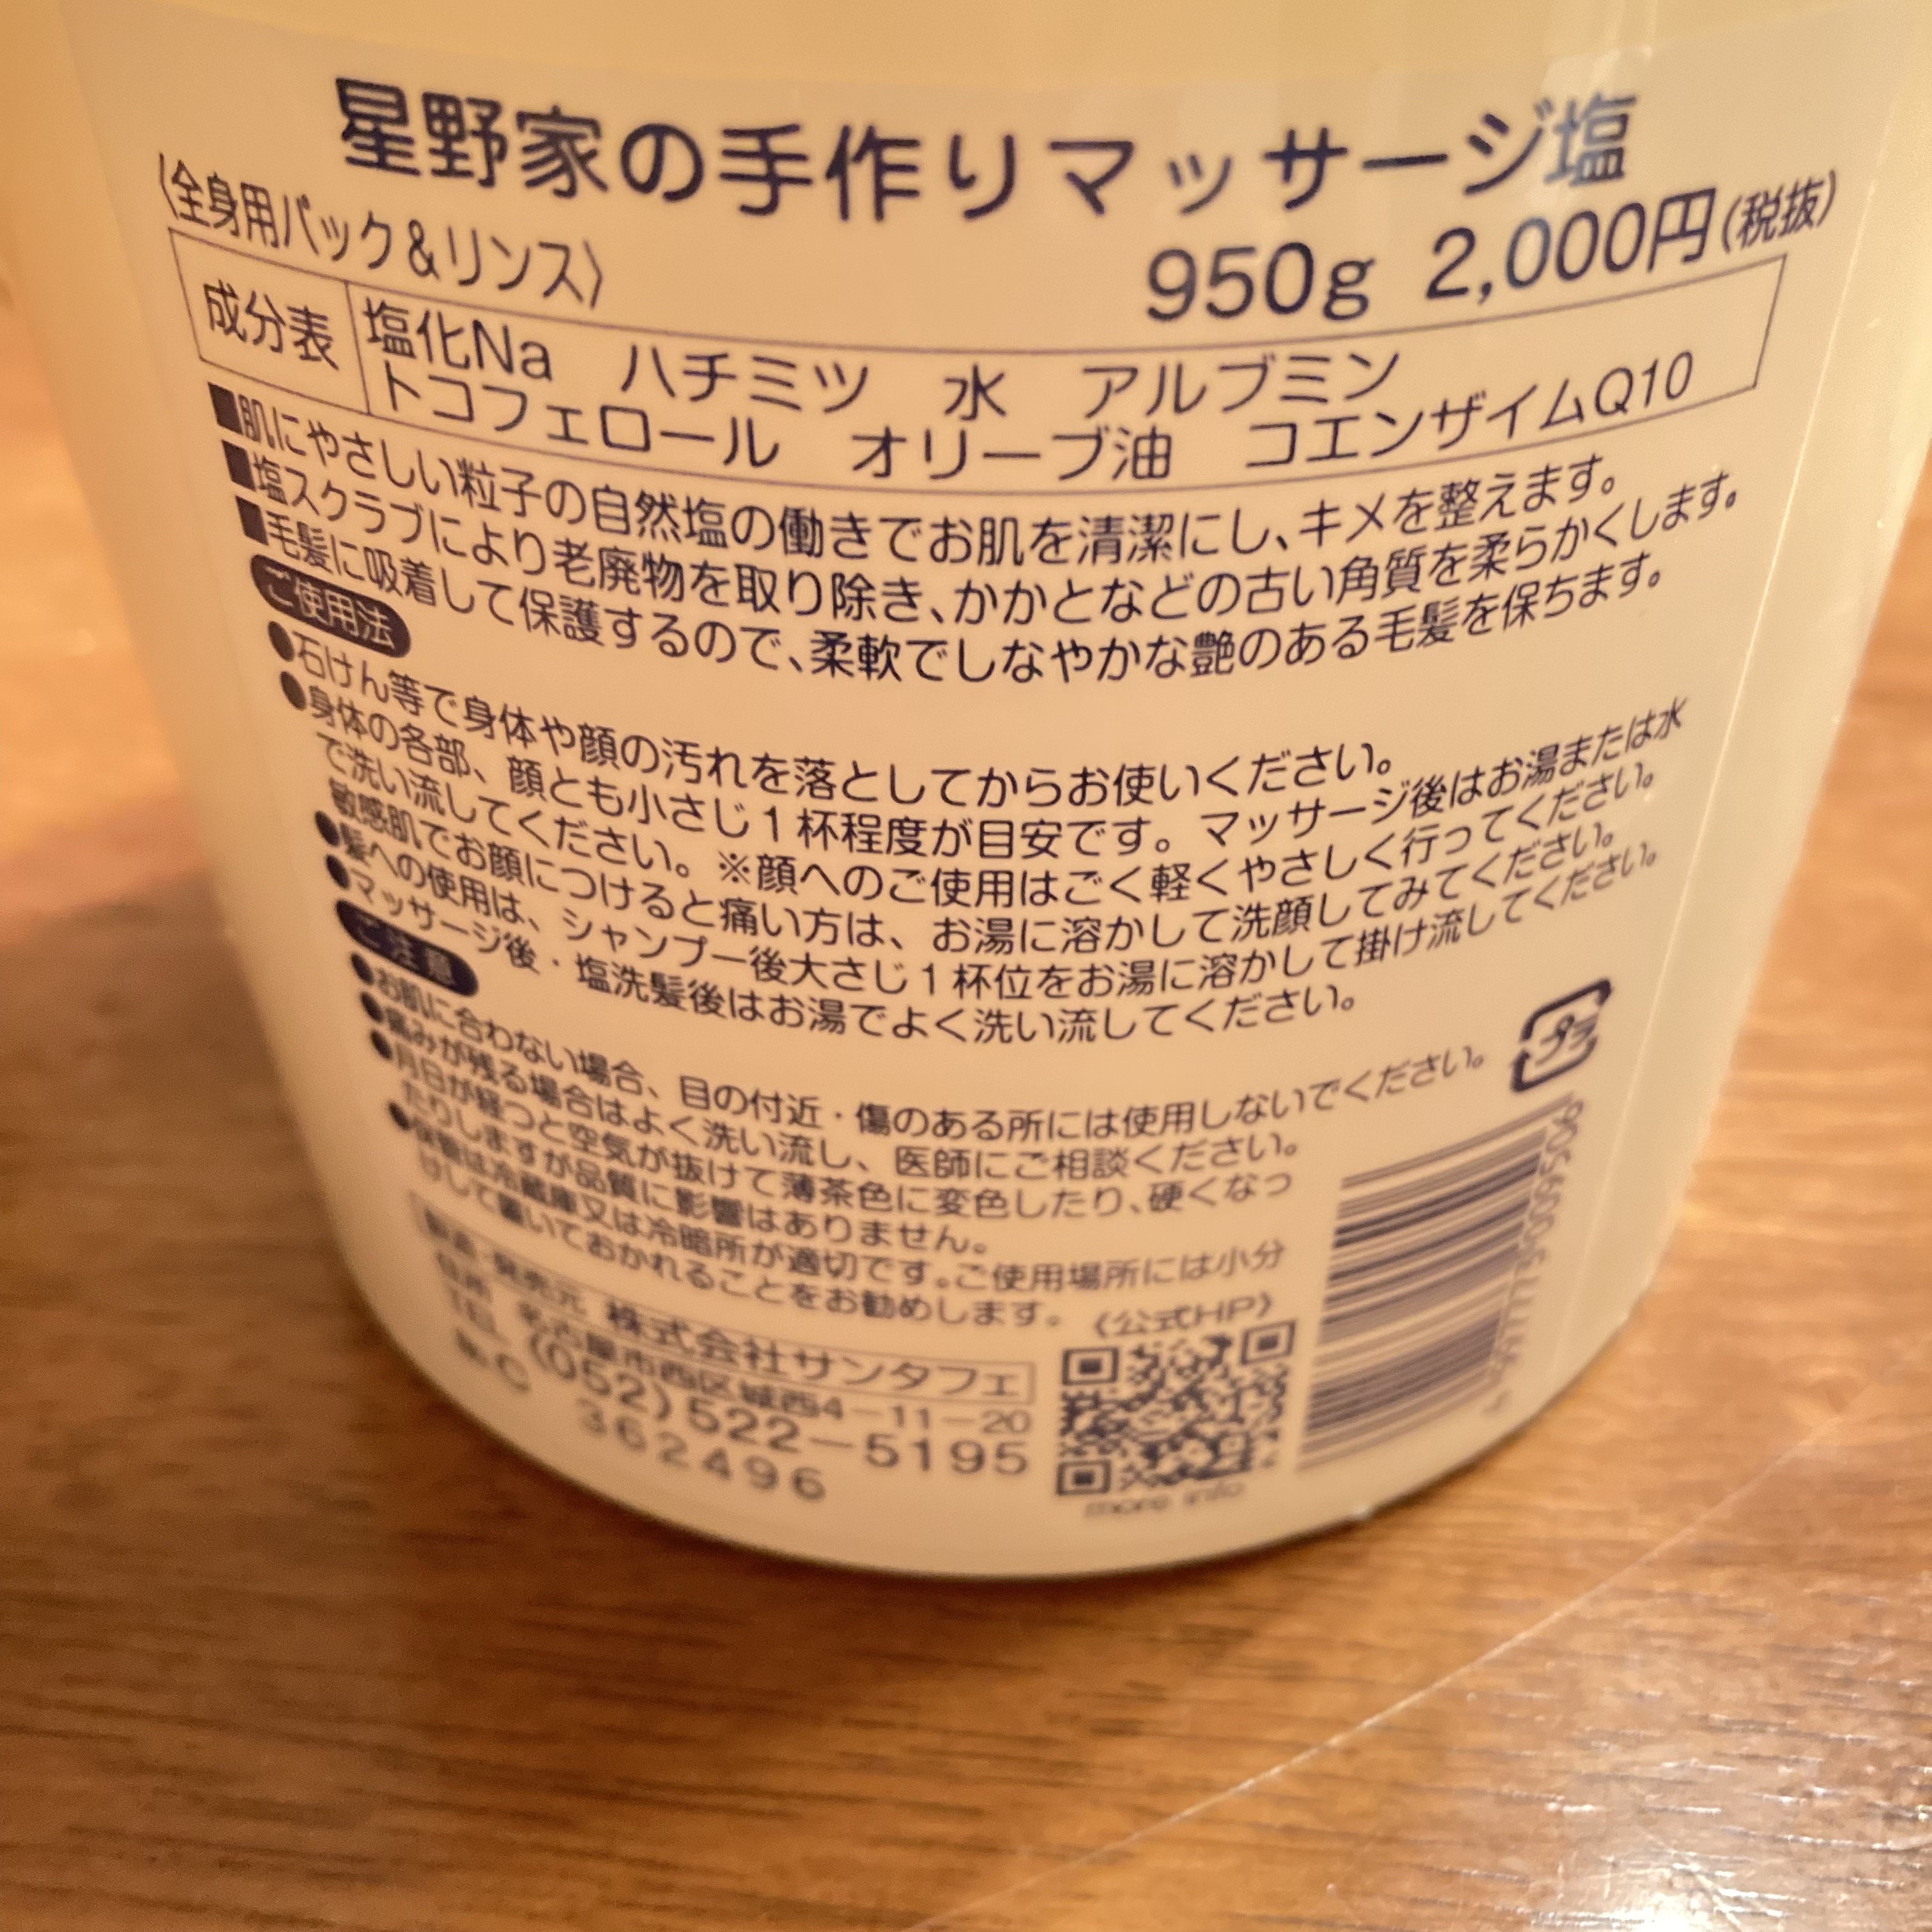 星野家の手作りマッサージ塩
〈全身用パック&リンス〉
950g 2,000円(税抜)
成分表
塩化Na ハチミツ 水 アルブミン
トコフェロール オリーブ油 コエンザイムQ10
■肌にやさしい粒子の自然塩の働きでお肌を清潔にし、キメを整えます。
■塩スクラブにより老廃物を取り除き、かかとなどの古い角質を柔らかくします。
■毛髪に吸着して保護するので、柔軟でしなやかな艶のある毛髪を保ちます。
ご使用法
●石けん等で身体や顔の汚れを落としてからお使いください。
●身体の各部、顔とも小さじ1杯程度が目安です。マッサージ後はお湯または水
で洗い流してください。※顔へのご使用はごく軽くやさしく行ってください。
敏感肌でお顔につけると痛い方は、お湯に溶かして洗顔してみてください。
●髪への使用は、シャンプー後大さじ1杯位をお湯に溶かして掛け流してください。
●マッサージ後・塩洗髪後はお湯でよく洗い流してください。
ご注意
●お肌に合わない場合、目の付近・傷のある所には使用しないでください。
●痛みが残る場合はよく洗い流し、医師にご相談ください。
●月日が経つと空気が抜けて薄茶色に変色したり、硬くなっ
たりしますが品質に影響はありません。
●保管は冷蔵庫又は冷暗所が適切です。ご使用場所には小分
けして置いておかれることをお勧めします。
プラ
〈公式HP〉
製造・発売元 株式会社サンタフェ
住所 名古屋市西区城西4-11-20
TEL (052)522-5195
No.C 362496
more info